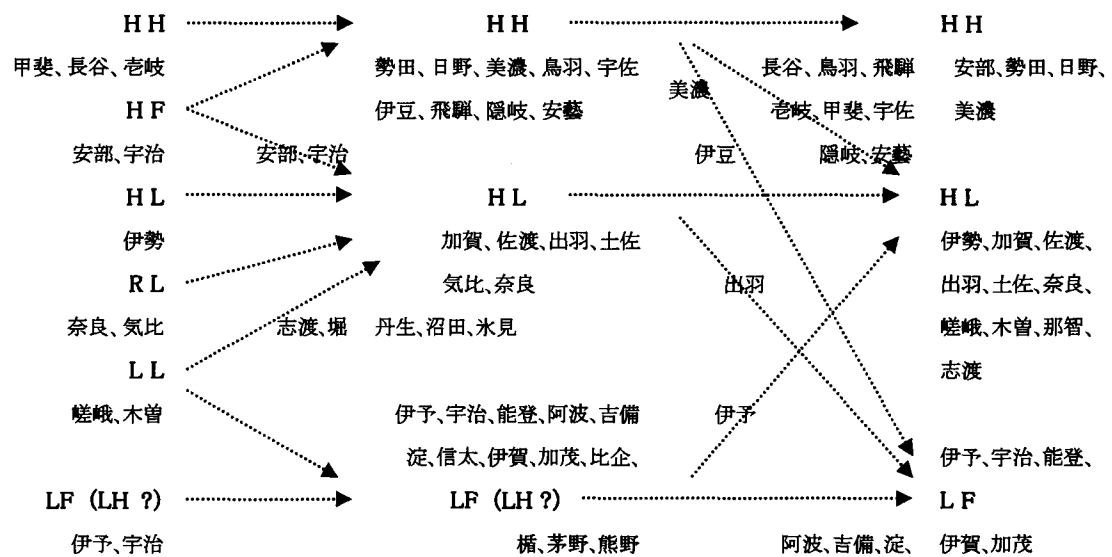 HH HH HH
甲斐、長谷、壱岐 勢田、日野、美濃、鳥羽、宇佐 長谷、鳥羽、飛騨 安部、勢田、日野、
美濃
HF 伊豆、飛騨、隠岐、安藝 壱岐、甲斐、宇佐 美濃
安部、宇治 安部、宇治 伊豆 隠岐、安藝
HL HL HL
伊勢 加賀、佐渡、出羽、土佐 伊勢、加賀、佐渡、
RL 気比、奈良 出羽 出羽、土佐、奈良、
奈良、気比 志渡、堀 丹生、沼田、氷見 嵯峨、木曽、那智、
LL 志渡
嵯峨、木曽 伊予、宇治、能登、阿波、吉備 伊予
淀、信太、伊賀、加茂、比企、 伊予、宇治、能登、
LF (LH ?) LF (LH ?) LF
伊予、宇治 楯、茅野、熊野 阿波、吉備、淀、 伊賀、加茂